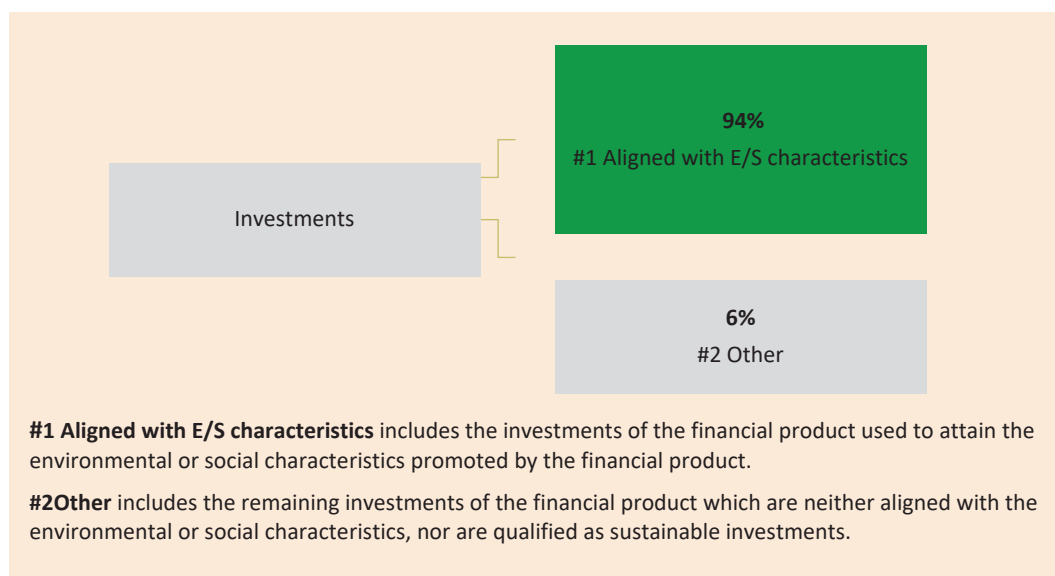 94%
#1 Aligned with E/S characteristics
Investments
6%
#2 Other
#1 Aligned with E/S characteristics includes the investments of the financial product used to attain the
environmental or social characteristics promoted by the financial product.
#2Other includes the remaining investments of the financial product which are neither aligned with the
environmental or social characteristics, nor are qualified as sustainable investments.